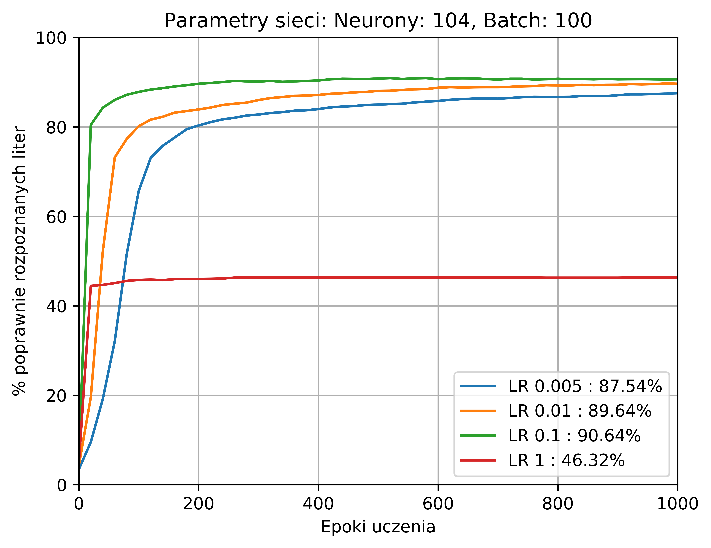 Parametry sieci: Neurony: 104, Batch: 100
100
80
60
40
20
0
% poprawnie rozpoznanych liter
0 200 400 600 800 1000
Epoki uczenia
LR 0.005 : 87.54%
LR 0.01 : 89.64%
LR 0.1 : 90.64%
LR 1 : 46.32%